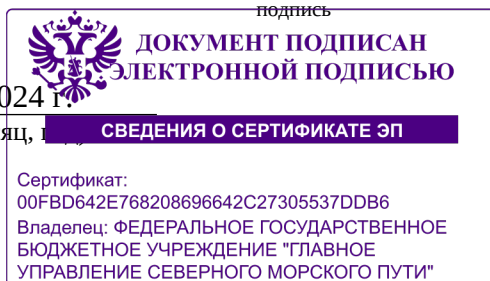 подпись
ДОКУМЕНТ ПОДПИСАН
ЭЛЕКТРОННОЙ ПОДПИСЬЮ
024 г.
яц,
СВЕДЕНИЯ О СЕРТИФИКАТЕ ЭП
Сертификат:
00FBD642E768208696642C27305537DDB6
Владелец: ФЕДЕРАЛЬНОЕ ГОСУДАРСТВЕННОЕ
БЮДЖЕТНОЕ УЧРЕЖДЕНИЕ "ГЛАВНОЕ
УПРАВЛЕНИЕ СЕВЕРНОГО МОРСКОГО ПУТИ"